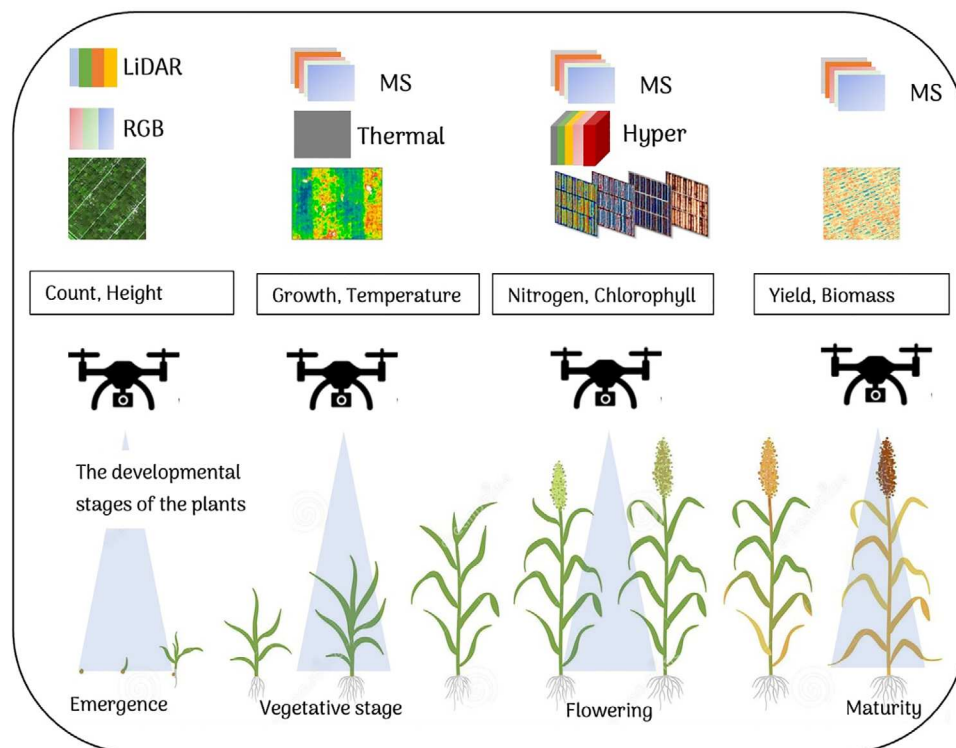 LiDAR
RGB
MS
Thermal
MS
Hyper
MS
Count, Height
Growth, Temperature
Nitrogen, Chlorophyll
Yield, Biomass
The developmental
stages of the plants
Emergence
Vegetative stage
Flowering
Maturity